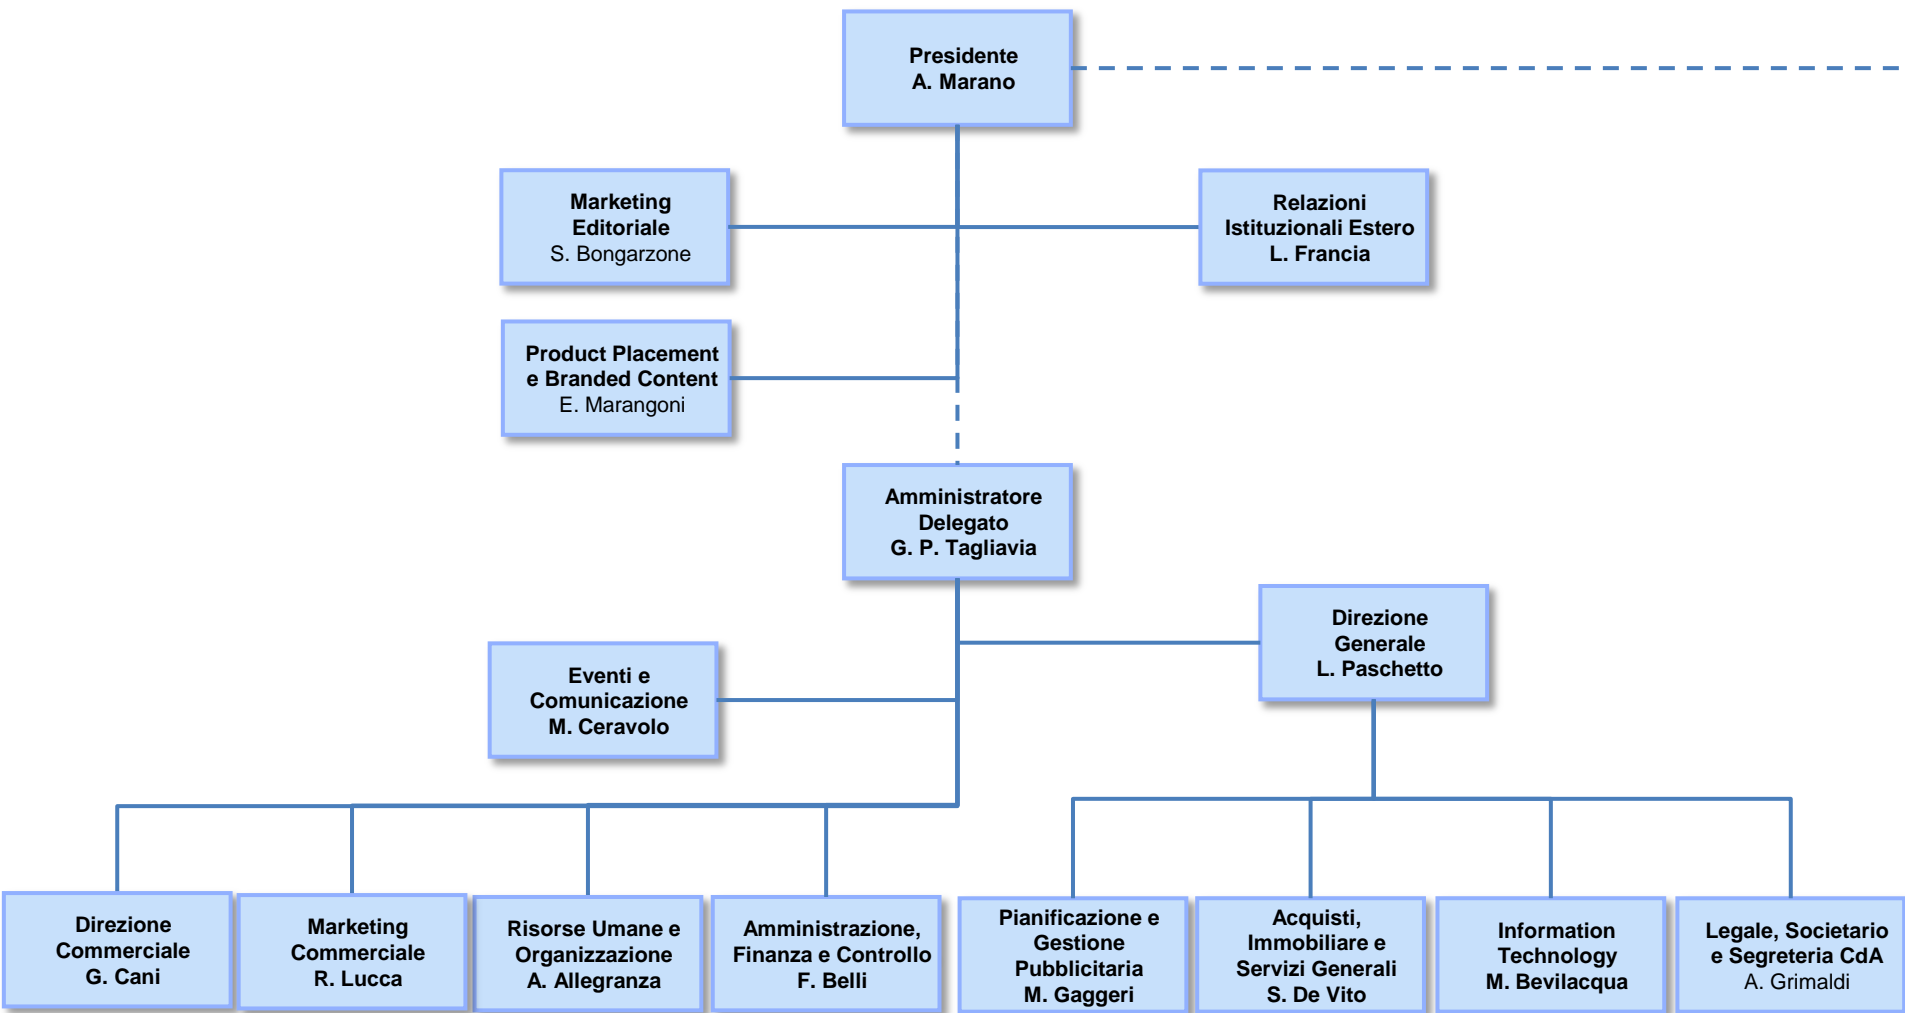 Presidente
A. Marano
Marketing
Editoriale
S. Bongarzone
Relazioni
Istituzionali Estero
L. Francia
Product Placement
e Branded Content
E. Marangoni
Amministratore
Delegato
G. P. Tagliavia
Direzione
Generale
L. Paschetto
Eventi e
Comunicazione
M. Ceravolo
Direzione
Commerciale
G. Cani
Marketing
Commerciale
R. Lucca
Risorse Umane e
Organizzazione
A. Allegranza
Amministrazione,
Finanza e Controllo
F. Belli
Pianificazione e
Gestione
Pubblicitaria
M. Gaggeri
Acquisti,
Immobiliare e
Servizi Generali
S. De Vito
Information
Technology
M. Bevilacqua
Legale, Societario
e Segreteria CdA
A. Grimaldi